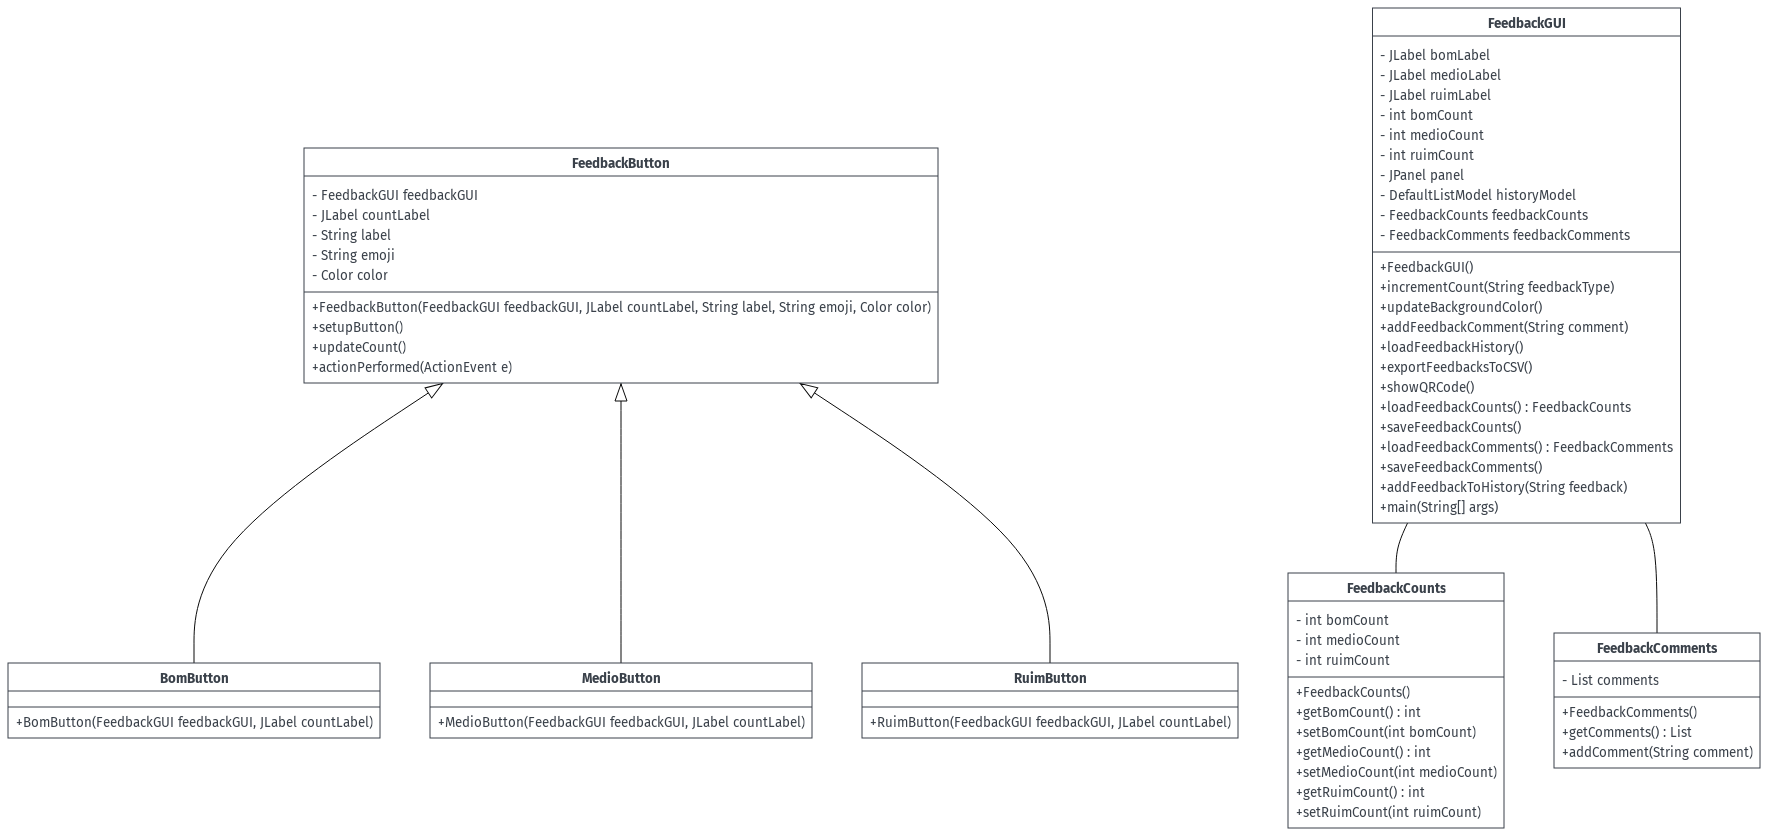 FeedbackButton
- FeedbackGUI feedbackGUI
- JLabel countLabel
- String label
- String emoji
- Color color
+FeedbackButton(FeedbackGUI feedbackGUI, JLabel countLabel, String label, String emoji, Color color)
+setupButton()
+updateCount()
+actionPerformed(ActionEvent e)
BomButton
+BomButton(FeedbackGUI feedbackGUI, JLabel countLabel)
MedioButton
+MedioButton(FeedbackGUI feedbackGUI, JLabel countLabel)
RuimButton
+RuimButton(FeedbackGUI feedbackGUI, JLabel countLabel)
FeedbackGUI
- JLabel bomLabel
- JLabel medioLabel
- JLabel ruimLabel
- int bomCount
- int medioCount
- int ruimCount
- JPanel panel
- DefaultListModel historyModel
- FeedbackCounts feedbackCounts
- FeedbackComments feedbackComments
+FeedbackGUI()
+incrementCount(String feedbackType)
+updateBackgroundColor()
+addFeedbackComment(String comment)
+loadFeedbackHistory()
+exportFeedbacksToCSV()
+showQRCode()
+loadFeedbackCounts() : FeedbackCounts
+saveFeedbackCounts()
+loadFeedbackComments() : FeedbackComments
+saveFeedbackComments()
+addFeedbackToHistory(String feedback)
+main(String[] args)
FeedbackCounts
- int bomCount
- int medioCount
- int ruimCount
+FeedbackCounts()
+getBomCount() : int
+setBomCount(int bomCount)
+getMedioCount() : int
+setMedioCount(int medioCount)
+getRuimCount() : int
+setRuimCount(int ruimCount)
FeedbackComments
- List comments
+FeedbackComments()
+getComments() : List
+addComment(String comment)